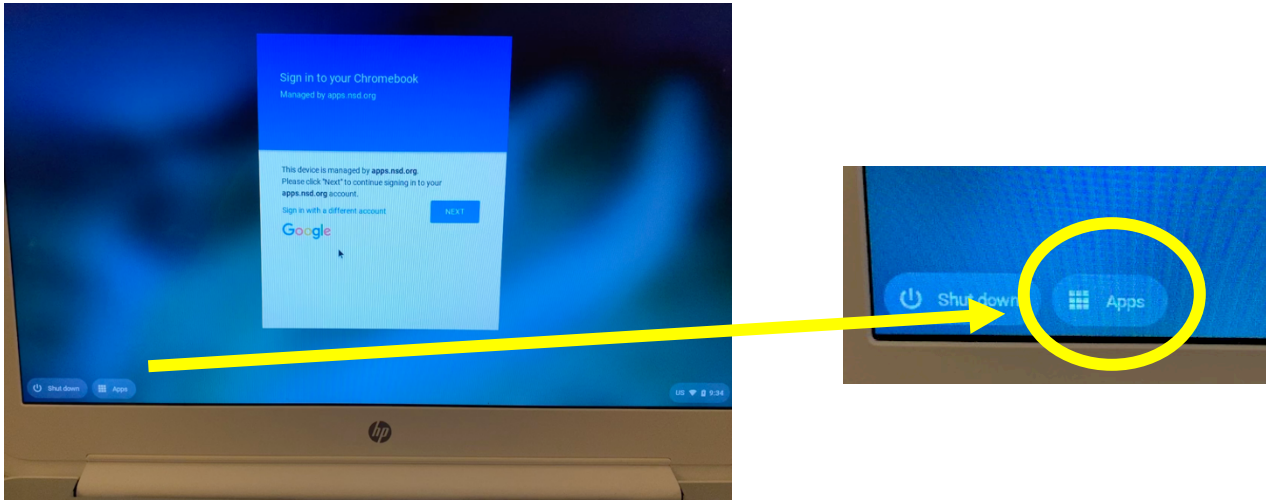 Sign in to your Chromebook
Managed by apps.nsd.org
This device is managed by apps.nsd.org.
Please click "Next" to continue signing in to your
apps.nsd.org account.
Sign in with a different account
NEXT
Google
Shut down
Apps
US
9:34
hp
Shut down
Apps